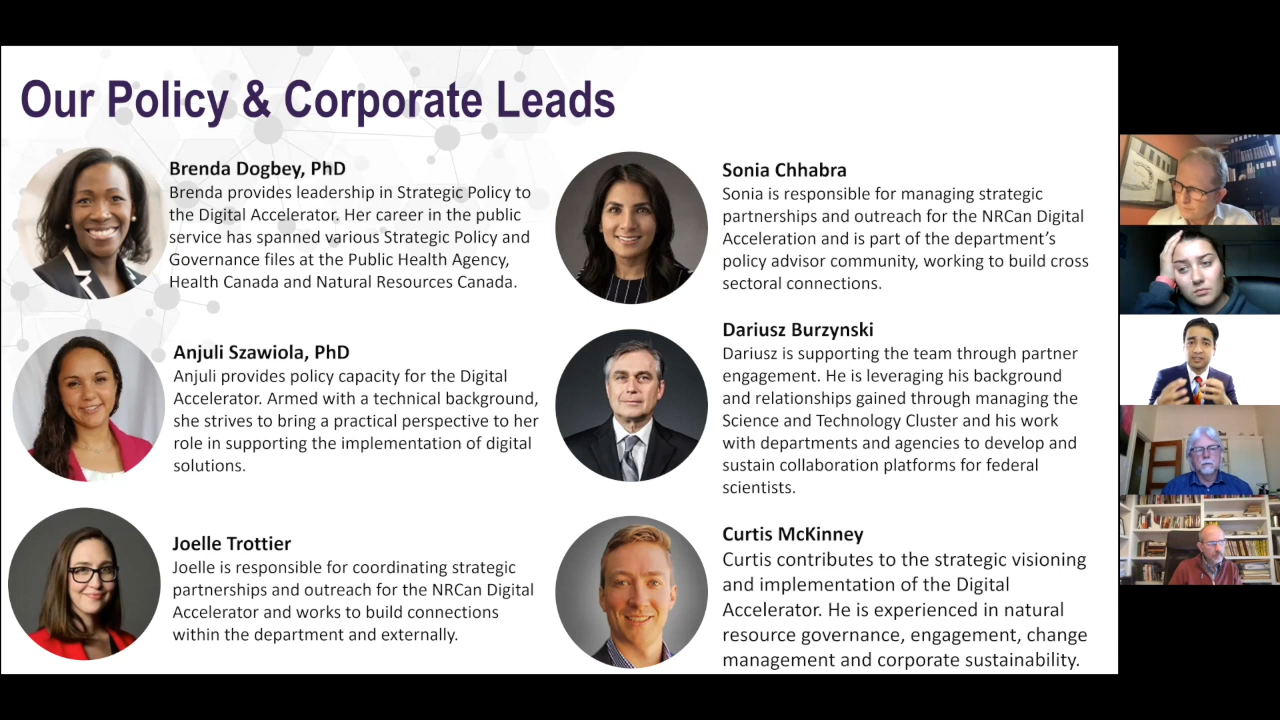 Our Policy & Corporate Leads
Brenda Dogbey, PhD
Brenda provides leadership in Strategic Policy to
the Digital Accelerator. Her career in the public
service has spanned various Strategic Policy and
Governance files at the Public Health Agency,
Health Canada and Natural Resources Canada.
Anjuli Szawiola, PhD
Anjuli provides policy capacity for the Digital
Accelerator. Armed with a technical background,
she strives to bring a practical perspective to her
role in supporting the implementation of digital
solutions.
Joelle Trottier
Joelle is responsible for coordinating strategic
partnerships and outreach for the NRCan Digital
Accelerator and works to build connections
within the department and externally.
Sonia Chhabra
Sonia is responsible for managing strategic
partnerships and outreach for the NRCan Digital
Acceleration and is part of the department's
policy advisor community, working to build cross
sectoral connections.
Dariusz Burzynski
Dariusz is supporting the team through partner
engagement. He is leveraging his background
and relationships gained through managing the
Science and Technology Cluster and his work
with departments and agencies to develop and
sustain collaboration platforms for federal
scientists.
Curtis McKinney
Curtis contributes to the strategic visioning
and implementation of the Digital
Accelerator. He is experienced in natural
resource governance, engagement, change
management and corporate sustainability.